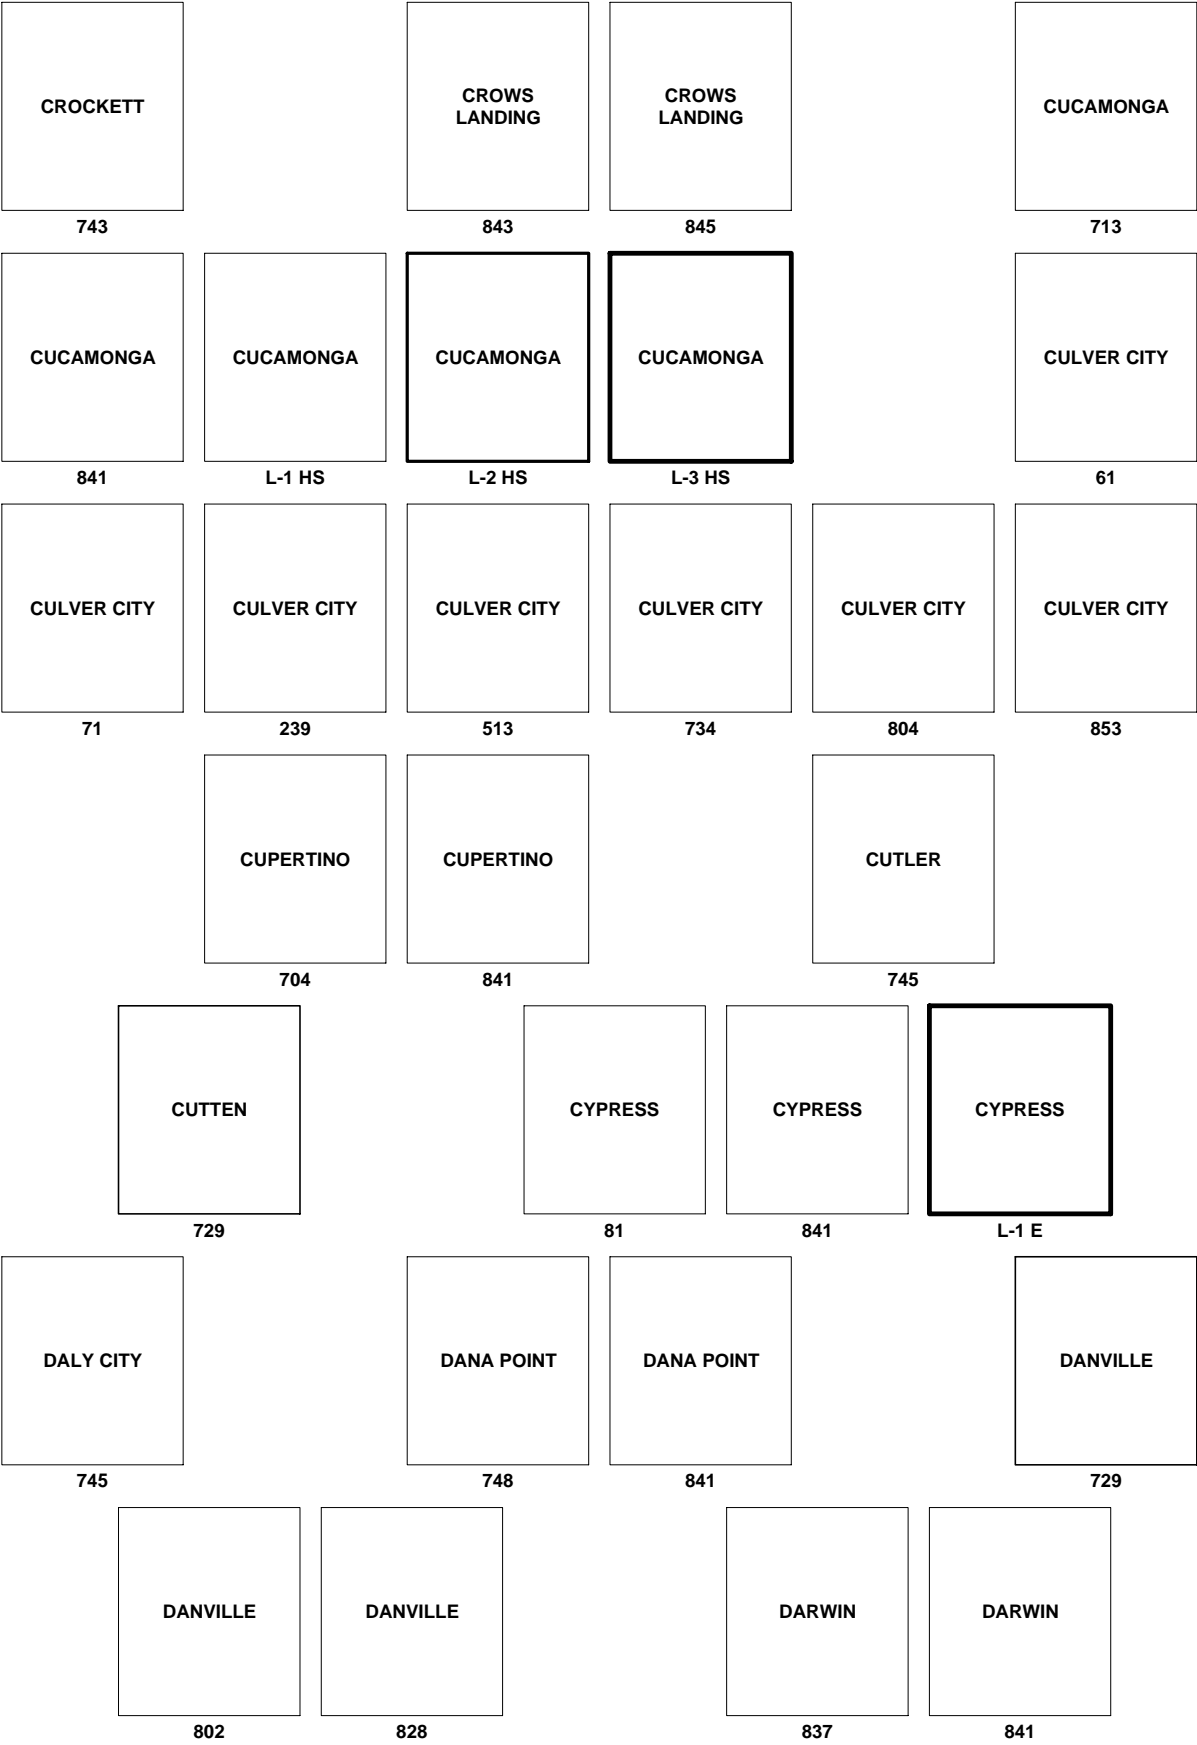 CROCKETT
743
CROWS
LANDING
843
CROWS
LANDING
845
CUCAMONGA
713
CUCAMONGA
841
CUCAMONGA
L-1 HS
CUCAMONGA
L-2 HS
CUCAMONGA
L-3 HS
CULVER CITY
61
CULVER CITY
71
CULVER CITY
239
CULVER CITY
513
CULVER CITY
734
CULVER CITY
804
CULVER CITY
853
CUPERTINO
704
CUPERTINO
841
CUTLER
745
CUTTEN
729
CYPRESS
81
CYPRESS
841
CYPRESS
L-1 E
DALY CITY
745
DANA POINT
748
DANA POINT
841
DANVILLE
729
DANVILLE
802
DANVILLE
828
DARWIN
837
DARWIN
841